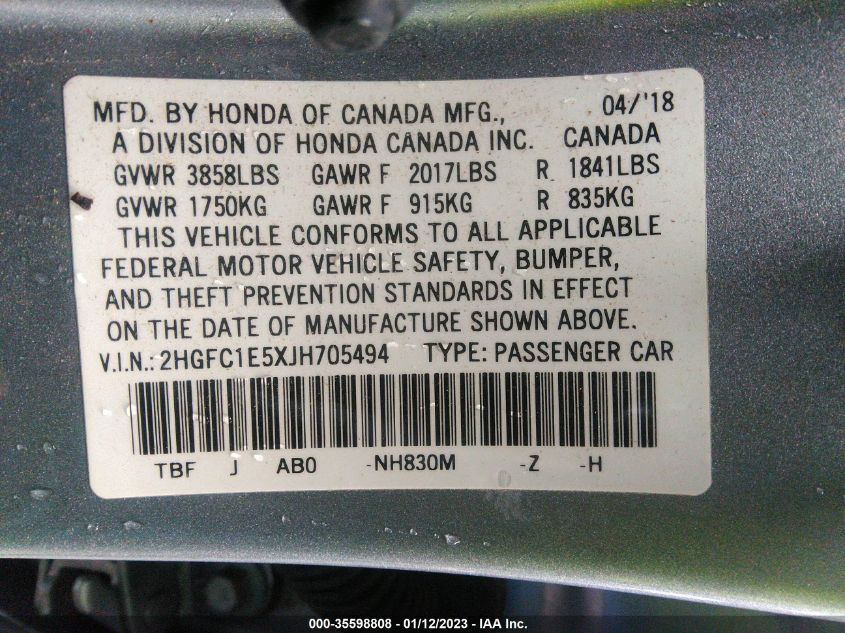 MFD. BY HONDA OF CANADA MFG., 04/'18
A DIVISION OF HONDA CANADA INC. CANADA
GVWR 3858LBS GAWR F 2017LBS R 1841LBS
GVWR 1750KG GAWR F 915KG R 835KG
THIS VEHICLE CONFORMS TO ALL APPLICABLE
FEDERAL MOTOR VEHICLE SAFETY, BUMPER,
AND THEFT PREVENTION STANDARDS IN EFFECT
ON THE DATE OF MANUFACTURE SHOWN ABOVE.
V.I.N.: 2HGFC1E5XJH705494 TYPE: PASSENGER CAR
TBF J AB0 -NH830M -Z -H
000-35598808 - 01/12/2023 - IAA Inc.